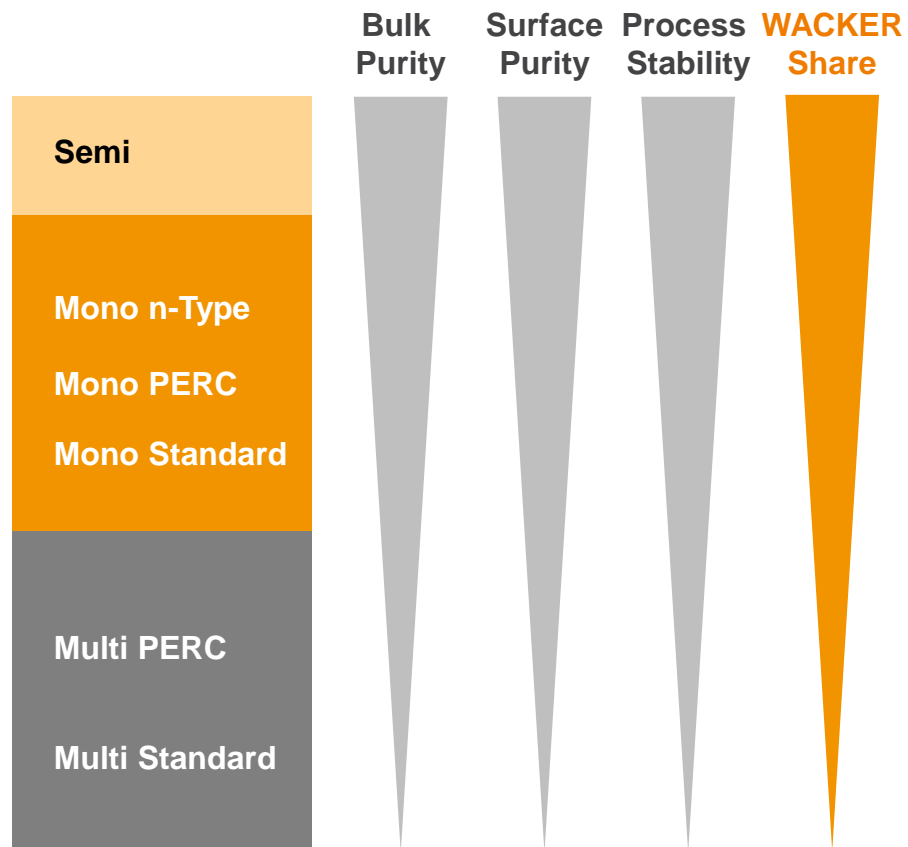 Bulk Purity
Surface Purity
Process Stability
WACKER Share
Semi
Mono n-Type
Mono PERC
Mono Standard
Multi PERC
Multi Standard